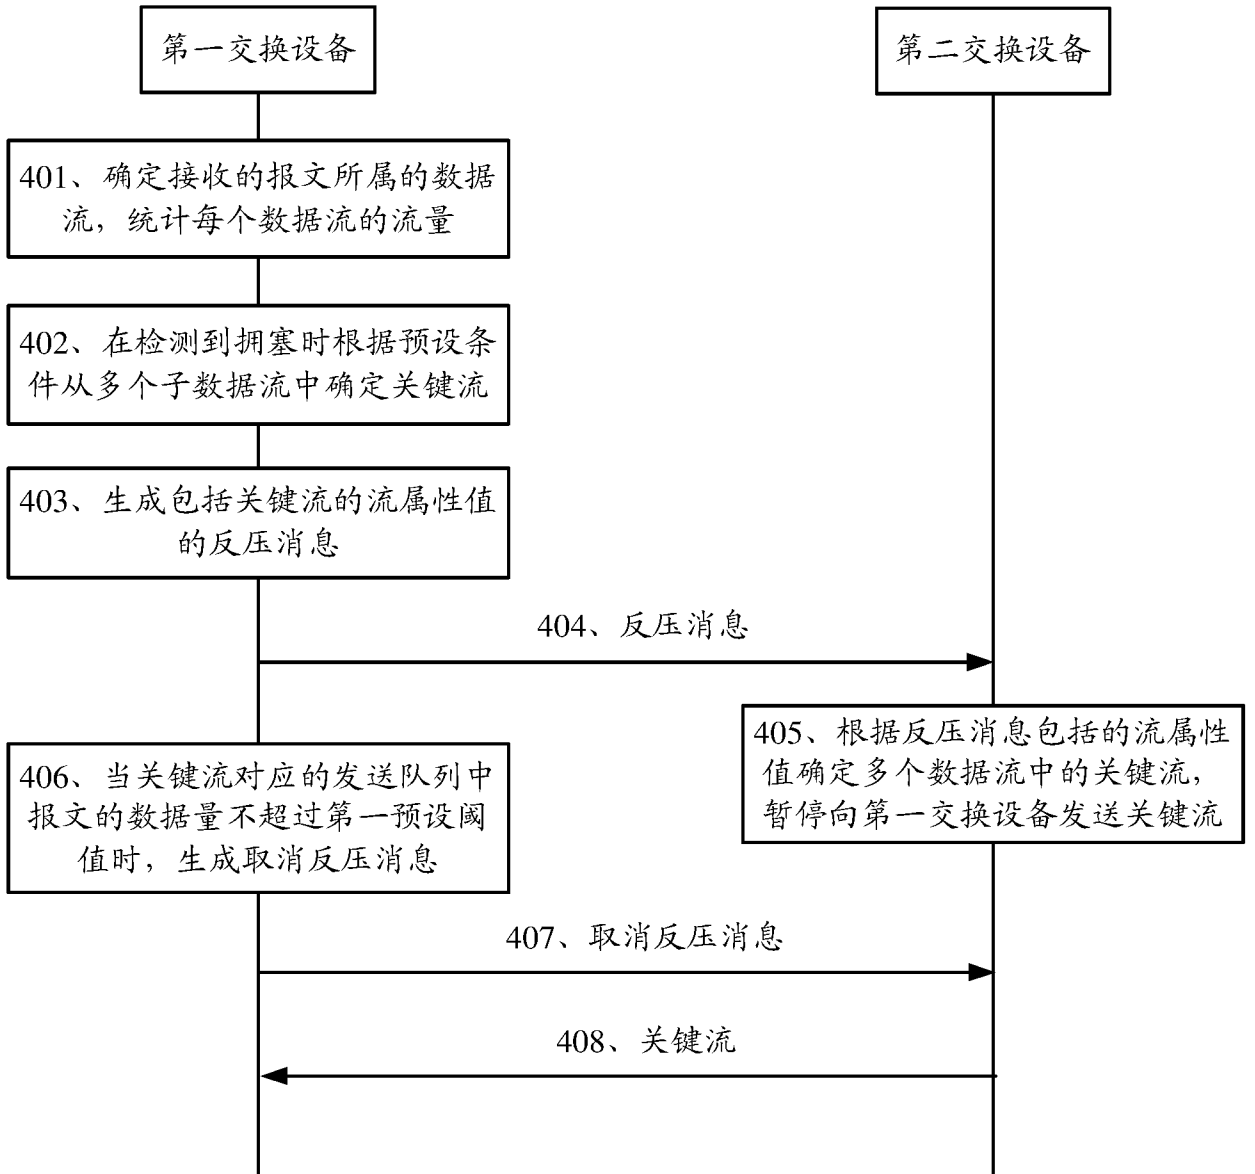 第一交换设备
第二交换设备
401、确定接收的报文所属的数据
流，统计每个数据流的流量
402、在检测到拥塞时根据预设条
件从多个子数据流中确定关键流
403、生成包括关键流的流属性值
的反压消息
404、反压消息
405、根据反压消息包括的流属性
值确定多个数据流中的关键流，
暂停向第一交换设备发送关键流
406、当关键流对应的发送队列中
报文的数据量不超过第一预设阈
值时，生成取消反压消息
407、取消反压消息
408、关键流